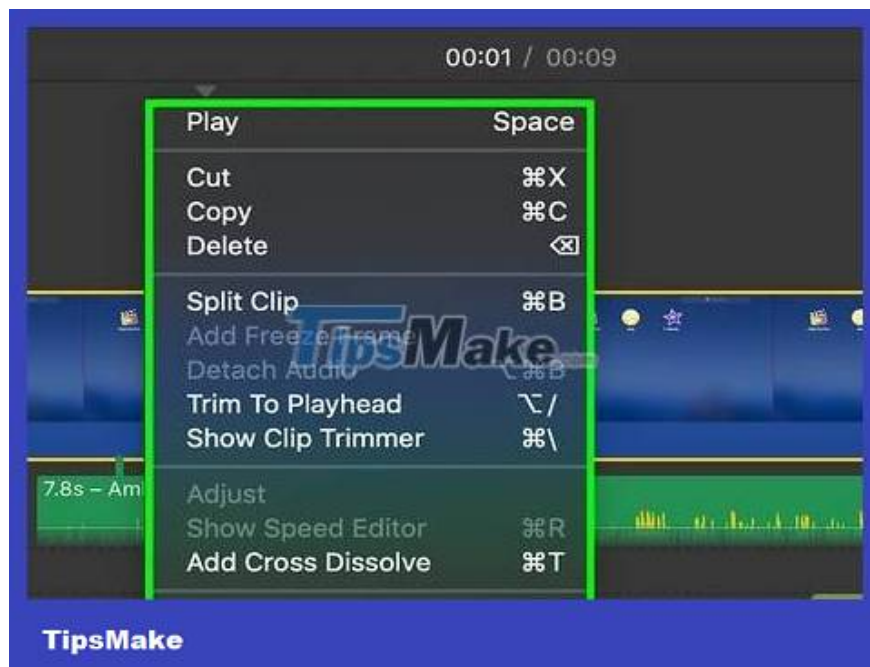 00:01 / 00:09
Play Space
Cut ⌘X
Copy ⌘C
Delete ⌫
Split Clip ⌘B
Add Freeze Frame
Detach Audio ⌥⌘B
Trim To Playhead ⌥/
Show Clip Trimmer ⌘\
TipsMake
7.8s – Am
Adjust
Show Speed Editor ⌘R
Add Cross Dissolve ⌘T
TipsMake